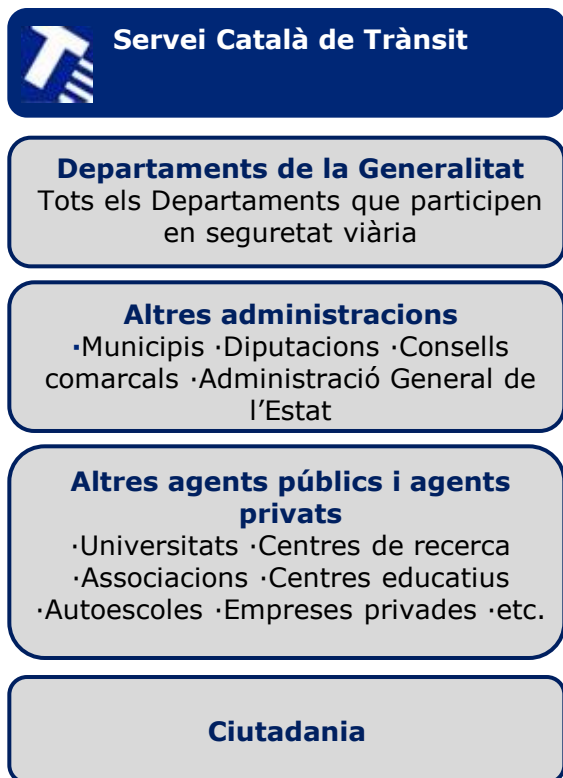 Servei Català de Trànsit
Departaments de la Generalitat
Tots els Departaments que participen
en seguretat viària
Altres administracions
·Municipis ·Diputacions ·Consells
comarcals ·Administració General de
l’Estat
Altres agents públics i agents
privats
·Universitats ·Centres de recerca
·Associacions ·Centres educatius
·Autoescoles ·Empreses privades ·etc.
Ciutadania